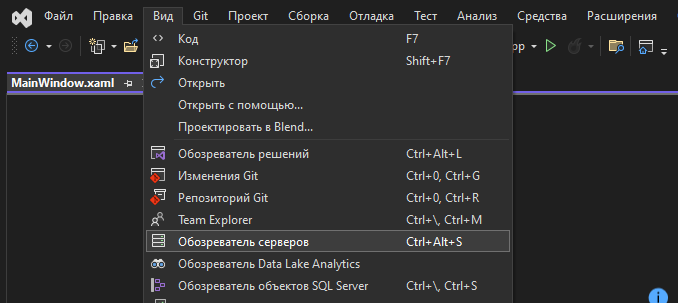 Файл Правка Вид Git Проект Сборка Отладка Тест Анализ Средства Расширения
MainWindow.xaml
Код F7
Конструктор Shift+F7
Открыть
Открыть с помощью...
Проектировать в Blend...
Обозреватель решений Ctrl+Alt+L
Изменения Git Ctrl+0, Ctrl+G
Репозиторий Git Ctrl+0, Ctrl+R
Team Explorer Ctrl+\, Ctrl+M
Обозреватель серверов Ctrl+Alt+S
Обозреватель Data Lake Analytics
Обозреватель объектов SQL Server Ctrl+\, Ctrl+S